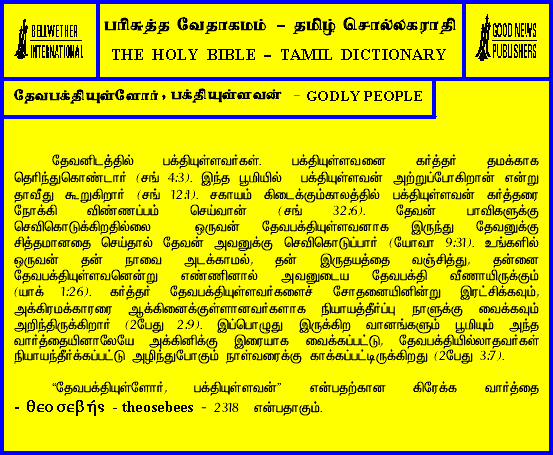 BELLWETHER
INTERNATIONAL
பரிசுத்த வேதாகமம் – தமிழ் சொல்லகராதி
THE HOLY BIBLE – TAMIL DICTIONARY
GOOD NEWS
PUBLISHERS
தேவபக்தியுள்ளோர், பக்தியுள்ளவன் – GODLY PEOPLE
தேவனிடத்தில் பக்தியுள்ளவர்கள். பக்தியுள்ளவனை கர்த்தர் தமக்காக
தெரிந்துகொண்டார் (சங் 4:3). இந்த பூமியில் பக்தியுள்ளவன் அற்றுப்போகிறான் என்று
தாவீது கூறுகிறார் (சங் 12:1). சகாயம் கிடைக்கும்காலத்தில் பக்தியுள்ளவன் கர்த்தரை
நோக்கி விண்ணப்பம் செய்வான் (சங் 32:6). தேவன் பாவிகளுக்கு
செவிகொடுக்கிறதில்லை ஒருவன் தேவபக்தியுள்ளவனாக இருந்து தேவனுக்கு
சித்தமானதை செய்தால் தேவன் அவனுக்கு செவிகொடுப்பார் (யோவா 9:31). உங்களில்
ஒருவன் தன் நாவை அடக்காமல், தன் இருதயத்தை வஞ்சித்து, தன்னை
தேவபக்தியுள்ளவனென்று எண்ணினால் அவனுடைய தேவபக்தி வீணாயிருக்கும்
(யாக் 1:26). கர்த்தர் தேவபக்தியுள்ளவர்களைச் சோதனையினின்று இரட்சிக்கவும்,
அக்கிரமக்காரரை ஆக்கினைக்குள்ளானவர்களாக நியாயத்தீர்ப்பு நாளுக்கு வைக்கவும்
அறிந்திருக்கிறார் (2பேது 2:9). இப்பொழுது இருக்கிற வானங்களும் பூமியும் அந்த
வார்த்தையினாலேயே அக்கினிக்கு இரையாக வைக்கப்பட்டு, தேவபக்தியில்லாதவர்கள்
நியாயந்தீர்க்கப்பட்டு அழிந்துபோகும் நாள்வரைக்கு காக்கப்பட்டிருக்கிறது (2பேது 3:7).
"தேவபக்தியுள்ளோர், பக்தியுள்ளவன்" என்பதற்கான கிரேக்க வார்த்தை
- θεοσεβής - theosebees - 2318 என்பதாகும்.